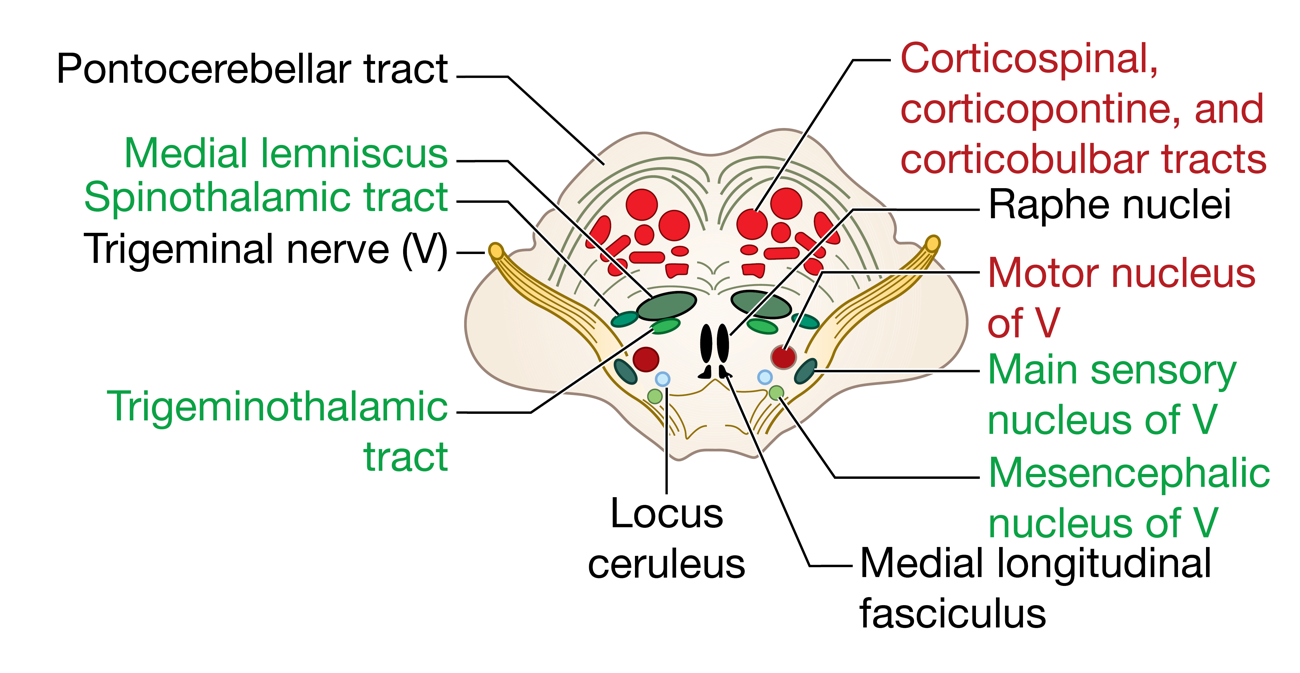 Pontocerebellar tract
Medial lemniscus
Spinothalamic tract
Trigeminal nerve (V)
Trigeminothalamic
tract
Locus
ceruleus
Corticospinal,
corticopontine, and
corticobulbar tracts
Raphe nuclei
Motor nucleus
of V
Main sensory
nucleus of V
Mesencephalic
nucleus of V
Medial longitudinal
fasciculus